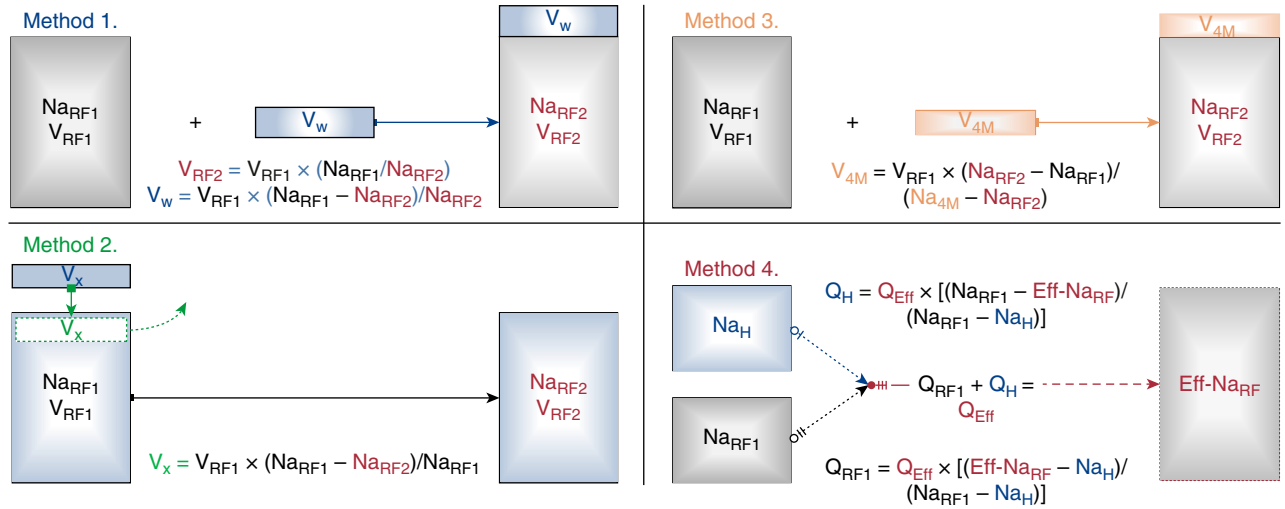 Method 1.
V_w
Na_RF1
V_RF1
+
V_w
Na_RF2
V_RF2
V_RF2 = V_RF1 × (Na_RF1/Na_RF2)
V_w = V_RF1 × (Na_RF1 – Na_RF2)/Na_RF2
Method 3.
V_4M
Na_RF1
V_RF1
+
V_4M
Na_RF2
V_RF2
V_4M = V_RF1 × (Na_RF2 – Na_RF1)/
(Na_4M – Na_RF2)
Method 2.
V_x
V_x
Na_RF1
V_RF1
Na_RF2
V_RF2
V_x = V_RF1 × (Na_RF1 – Na_RF2)/Na_RF1
Method 4.
Q_H = Q_Eff × [(Na_RF1 – Eff-Na_RF)/
(Na_RF1 – Na_H)]
Na_H
Q_RF1 + Q_H =
Q_Eff
Eff-Na_RF
Na_RF1
Q_RF1 = Q_Eff × [(Eff-Na_RF – Na_H)/
(Na_RF1 – Na_H)]